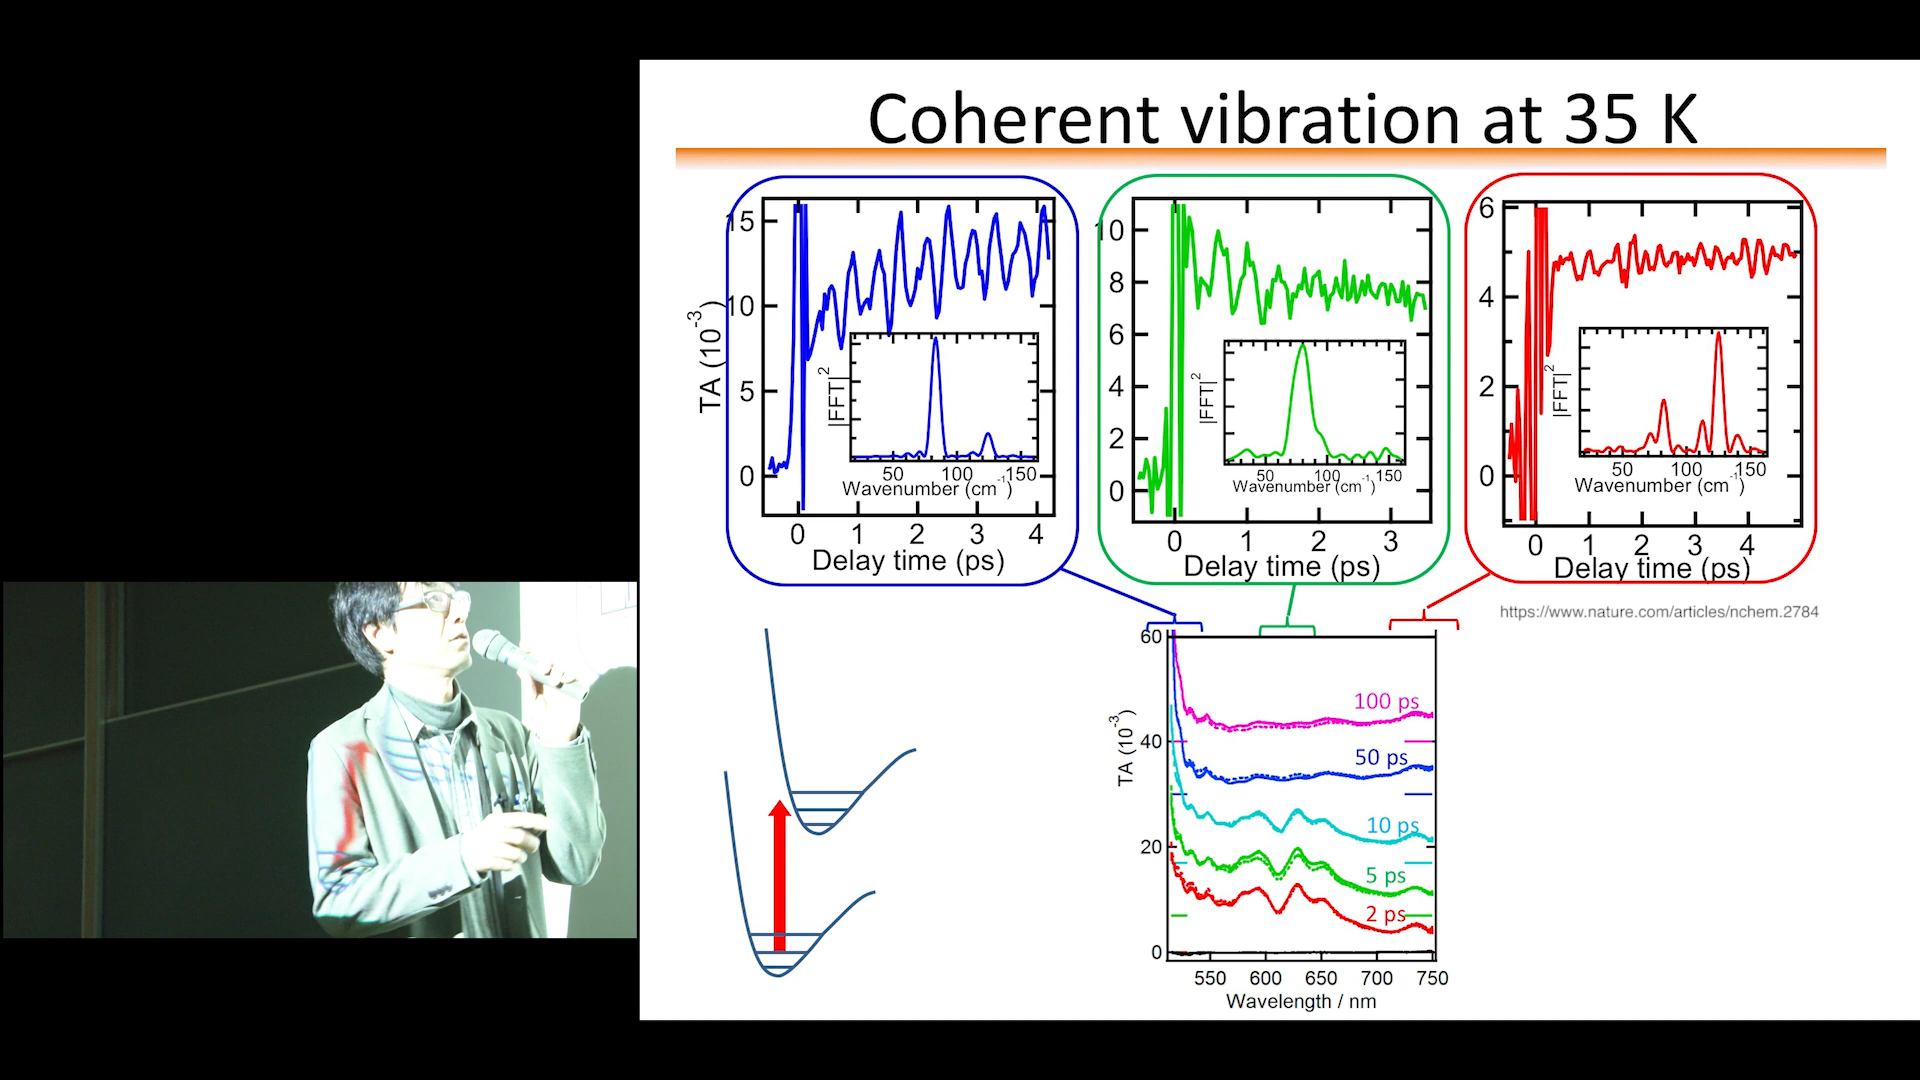 Coherent vibration at 35 K
TA (10-3)
15
10
5
0
0 1 2 3 4
Delay time (ps)
|FFT|2
50 100 150
Wavenumber (cm-1)
10
8
6
4
2
0
0 1 2 3
Delay time (ps)
|FFT|2
50 100 150
Wavenumber (cm-1)
6
4
2
0
0 1 2 3 4
Delay time (ps)
|FFT|2
50 100 150
Wavenumber (cm-1)
https://www.nature.com/articles/nchem.2784
TA (10-3)
60
40
20
0
100 ps
50 ps
10 ps
5 ps
2 ps
550 600 650 700 750
Wavelength / nm